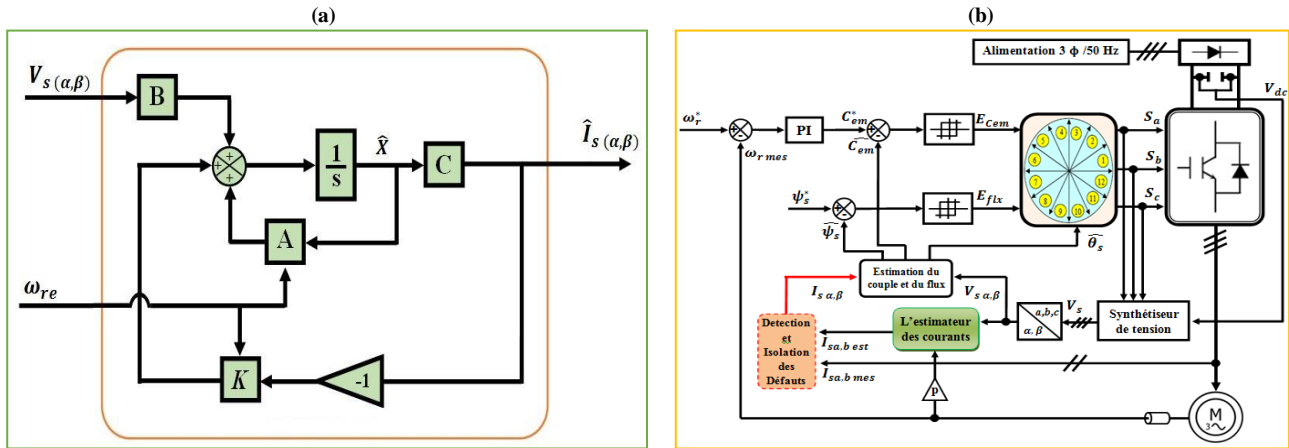 (a)
V_s (α,β)
B
+
+
+
1/s
X̂
C
Î_s (α,β)
A
ω_re
K
-1
(b)
Alimentation 3 ϕ /50 Hz
V_dc
ω_r^*
+
-
ω_r mes
PI
C_em^*
+
-
Ĉ_em
E_Cem
S_a
S_b
S_c
5
4
3
2
6
1
7
12
8
9
10
11
ψ_s^*
+
-
ψ̂_s
E_flx
θ̂_s
Estimation du
couple et du flux
I_s α,β
V_s α,β
Detection
et
Isolation
des
Défauts
L'estimateur
des courants
a,b,c
α,β
V_s
Synthétiseur
de tension
I_sa,b est
I_sa,b mes
p
M
3~